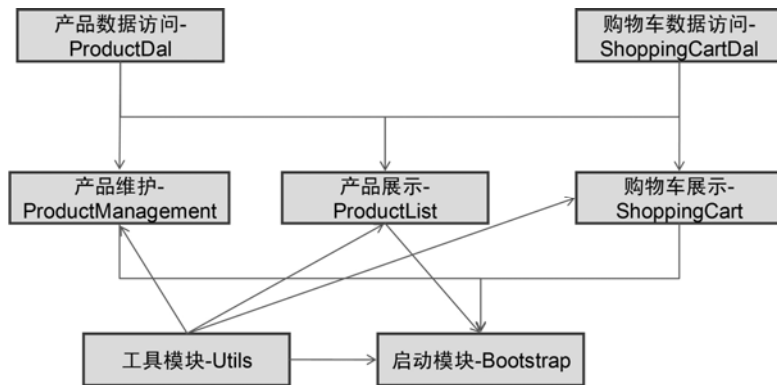 产品数据访问-
ProductDal
购物车数据访问-
ShoppingCartDal
产品维护-
ProductManagement
产品展示-
ProductList
购物车展示-
ShoppingCart
工具模块-Utils
启动模块-Bootstrap